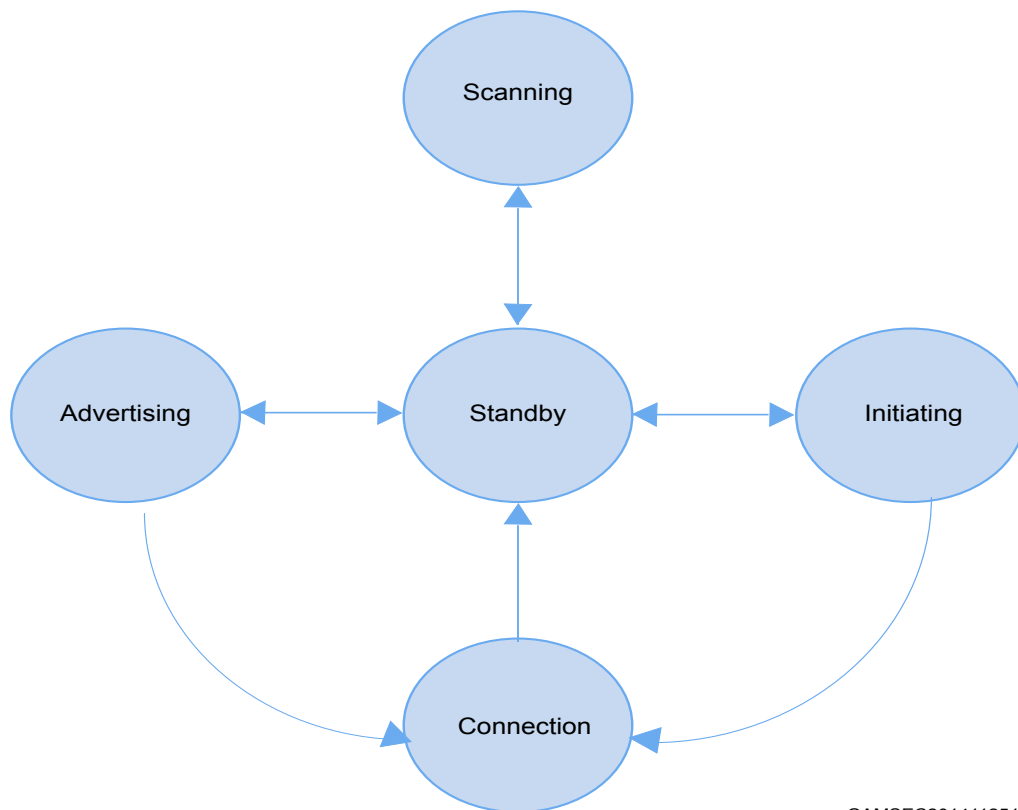 Scanning
Advertising
Standby
Initiating
Connection